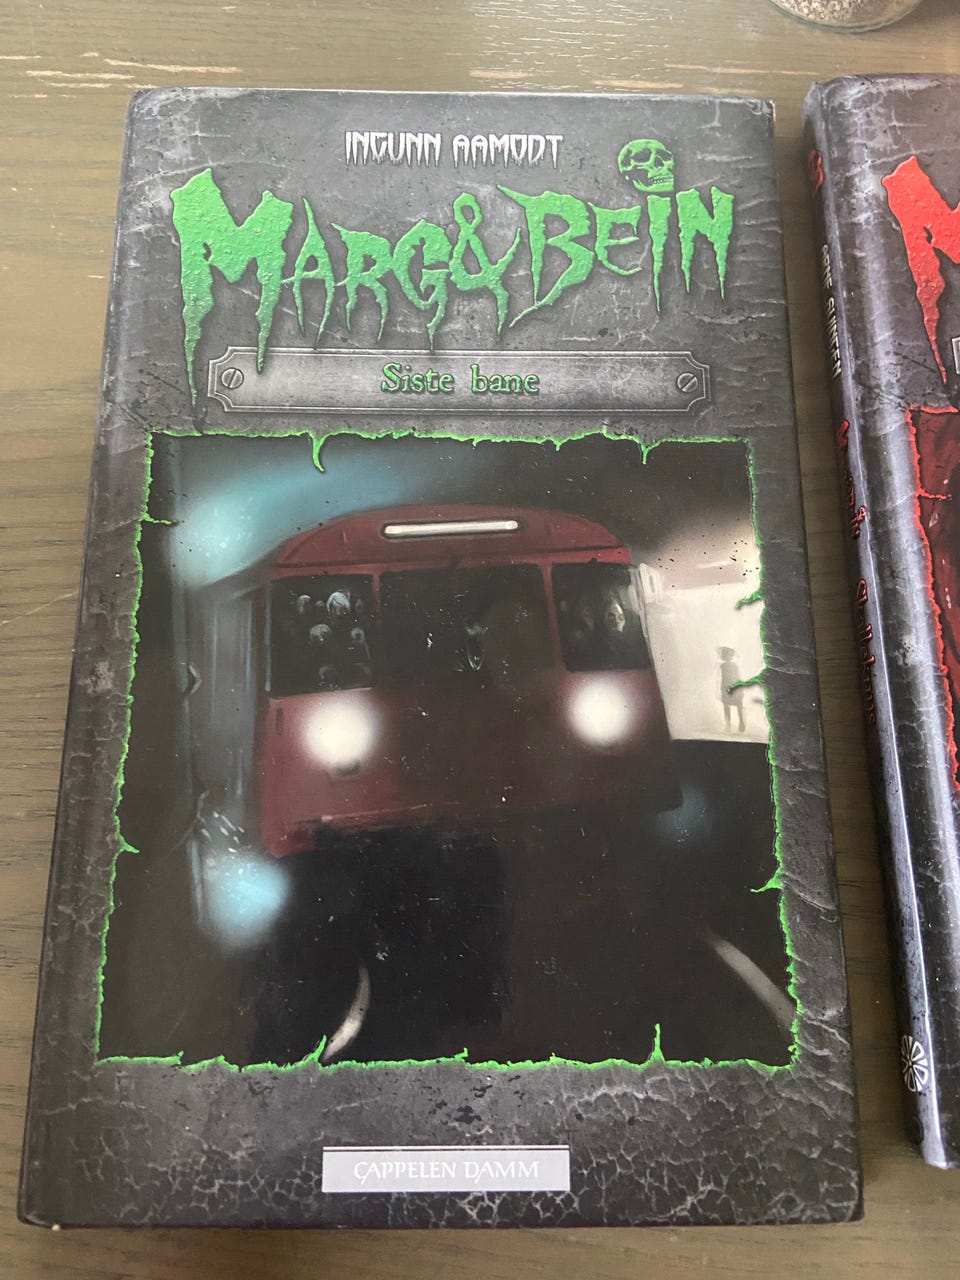 INGUNN AAMODT
MARG & BEIN
Siste bane
CAPPELEN DAMM